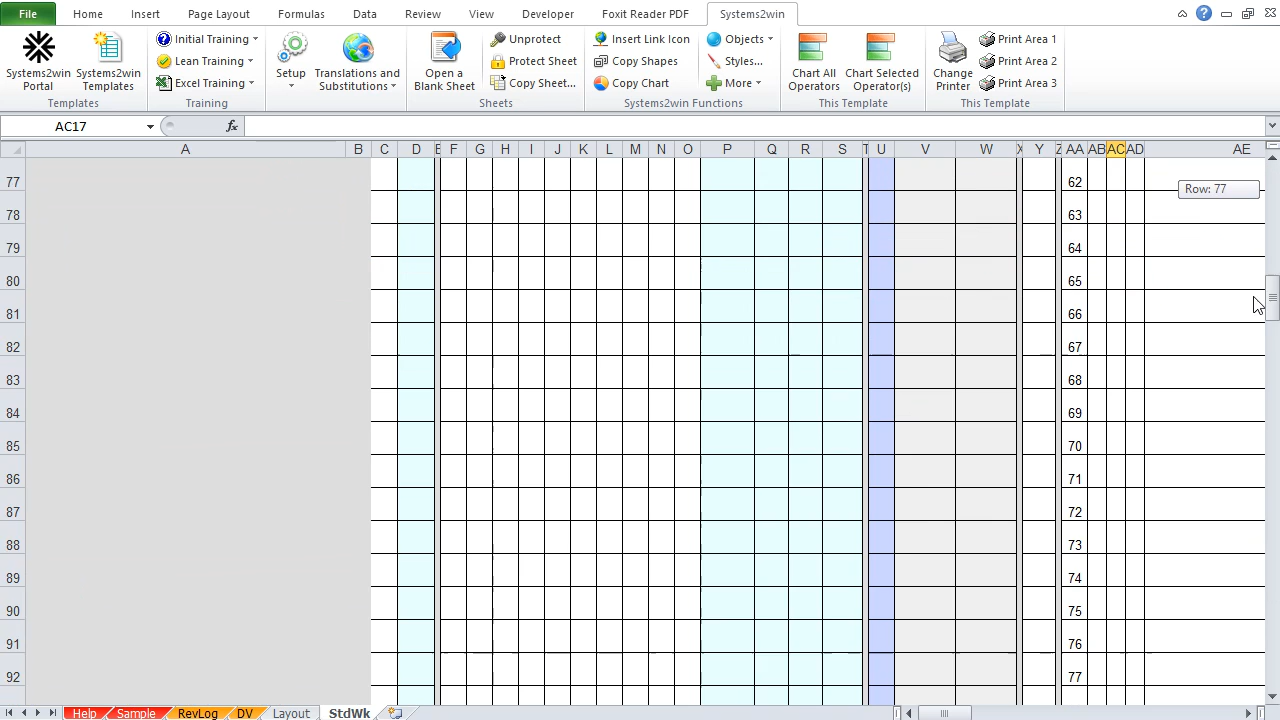 File Home Insert Page Layout Formulas Data Review View Developer Foxit Reader PDF Systems2win
Systems2win Portal
Systems2win Templates
Templates
Initial Training
Lean Training
Excel Training
Training
Setup
Translations and Substitutions
Open a Blank Sheet
Unprotect
Protect Sheet
Copy Sheet...
Sheets
Insert Link Icon
Copy Shapes
Copy Chart
Objects
Styles...
More
Systems2win Functions
Chart All Operators
Chart Selected Operator(s)
This Template
Change Printer
Print Area 1
Print Area 2
Print Area 3
This Template
AC17 fx
A B C D E F G H I J K L M N O P Q R S T U V W X Y Z AA AB AC AD AE
77 62 Row: 77
78 63
79 64
80 65
81 66
82 67
83 68
84 69
85 70
86 71
87 72
88 73
89 74
90 75
91 76
92 77
Help Sample RevLog DV Layout StdWk